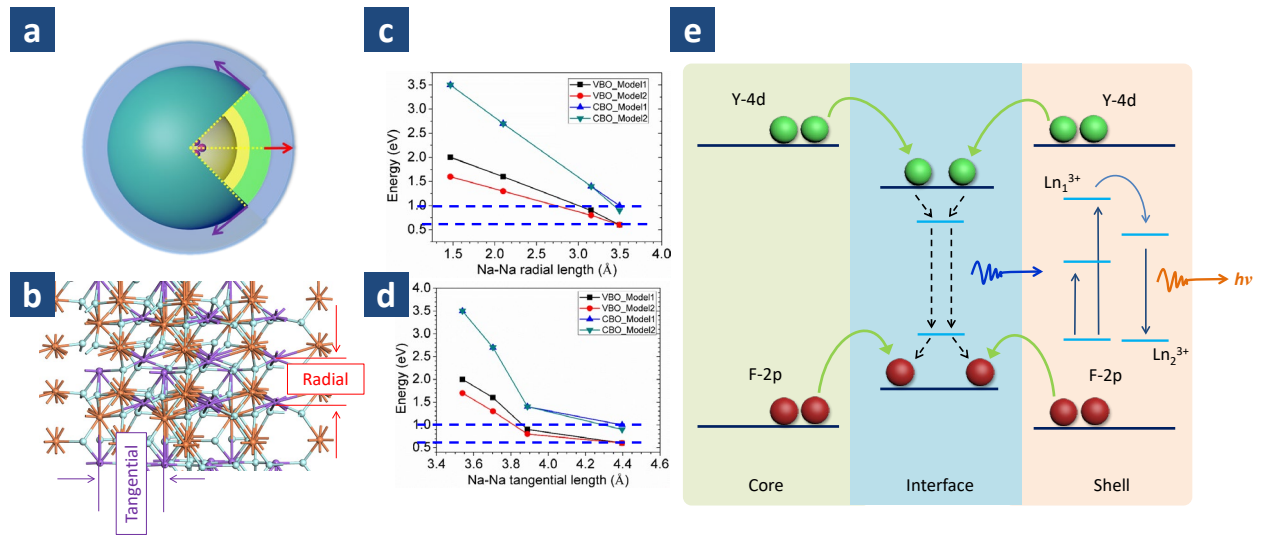 a
b
Radial
Tangential
c
VBO_Model1
VBO_Model2
CBO_Model1
CBO_Model2
3.5
3.0
2.5
2.0
1.5
1.0
0.5
Energy (eV)
1.5 2.0 2.5 3.0 3.5 4.0
Na-Na radial length (Å)
d
VBO_Model1
VBO_Model2
CBO_Model1
CBO_Model2
4.0
3.5
3.0
2.5
2.0
1.5
1.0
0.5
Energy (eV)
3.4 3.6 3.8 4.0 4.2 4.4 4.6
Na-Na tangential length (Å)
e
Y-4d
Y-4d
Ln₁³⁺
hν
Ln₂³⁺
F-2p
F-2p
Core
Interface
Shell